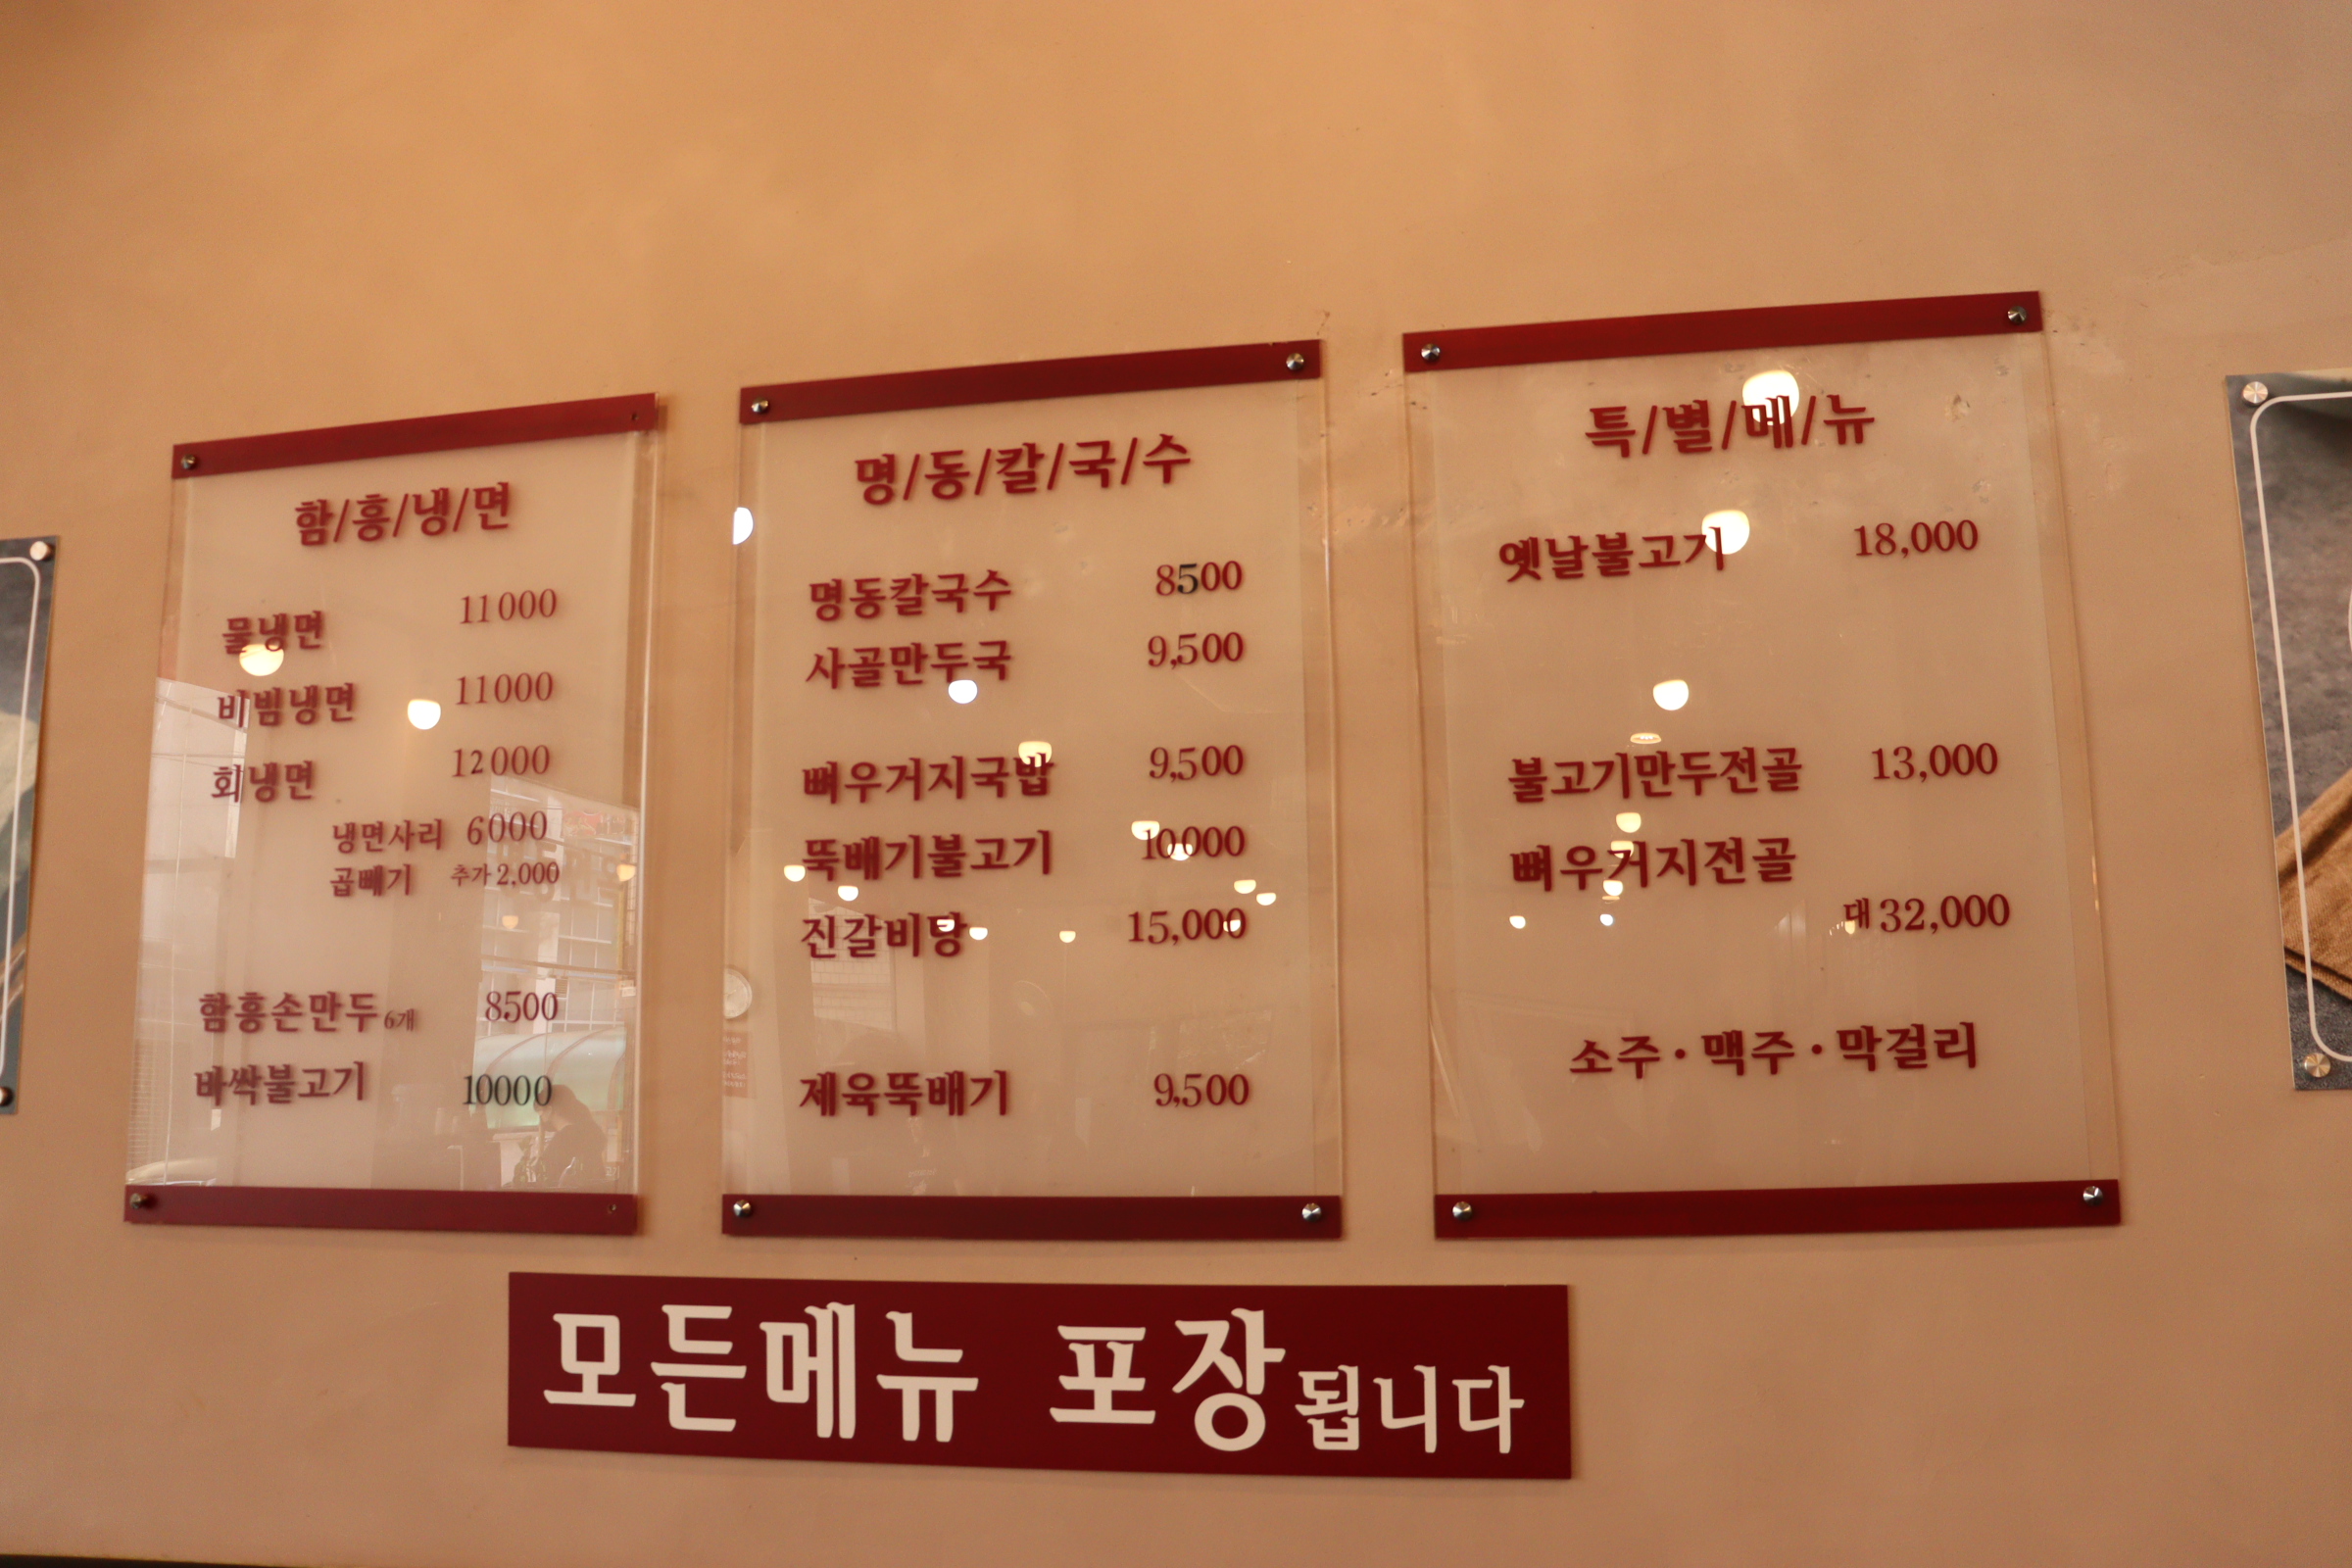 함/흥/냉/면
물냉면 11000
비빔냉면 11000
회냉면 12000
냉면사리 6000
곱빼기 추가 2,000
함흥손만두 6개 8500
바싹불고기 10000
명/동/칼/국/수
명동칼국수 8500
사골만두국 9,500
뼈우거지국밥 9,500
뚝배기불고기 10000
진갈비탕 15,000
제육뚝배기 9,500
특/별/메/뉴
옛날불고기 18,000
불고기만두전골 13,000
뼈우거지전골
대 32,000
소주·맥주·막걸리
모든메뉴 포장됩니다